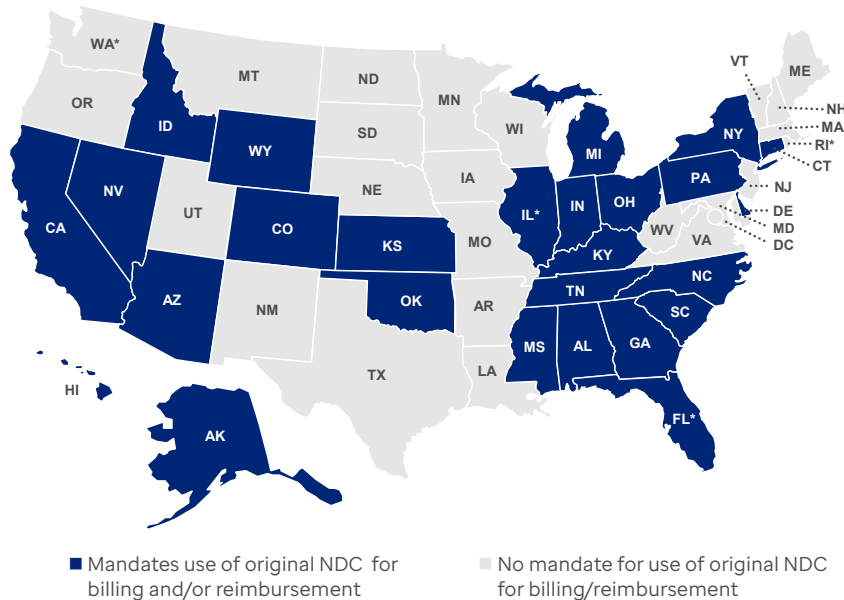 WA*
MT
ND
MN
VT
ME
OR
ID
SD
WI
NH
MA
NY
RI*
WY
MI
CT
PA
IA
NE
NJ
NV
UT
IL*
IN
OH
DE
CA
CO
WV
MD
KS
MO
VA
DC
KY
NC
AZ
OK
TN
NM
AR
SC
MS
AL
GA
TX
LA
HI
FL*
AK
Mandates use of original NDC for
billing and/or reimbursement
No mandate for use of original NDC
for billing/reimbursement